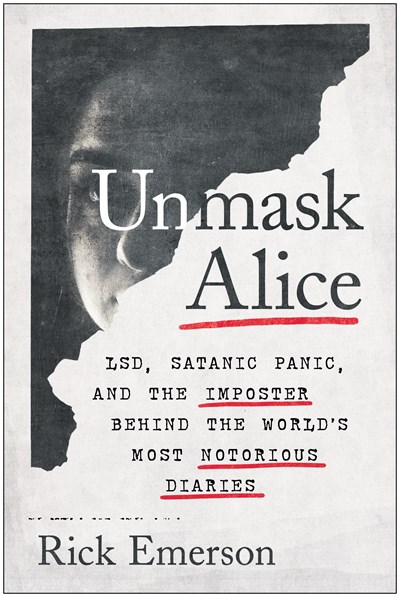 Unmask
Alice
LSD, SATANIC PANIC,
AND THE IMPOSTER
BEHIND THE WORLD'S
MOST NOTORIOUS
DIARIES
Rick Emerson